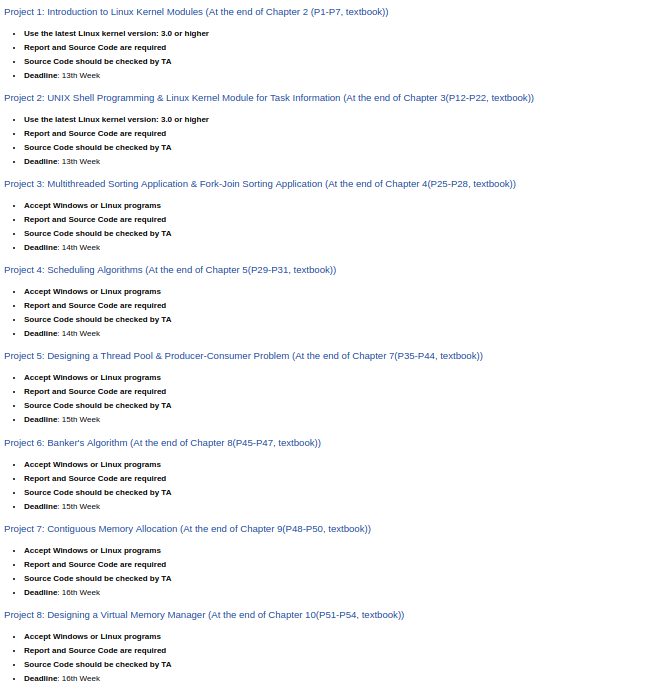 Project 1: Introduction to Linux Kernel Modules (At the end of Chapter 2 (P1-P7, textbook))
• Use the latest Linux kernel version: 3.0 or higher
• Report and Source Code are required
• Source Code should be checked by TA
• Deadline: 13th Week
Project 2: UNIX Shell Programming & Linux Kernel Module for Task Information (At the end of Chapter 3(P12-P22, textbook))
• Use the latest Linux kernel version: 3.0 or higher
• Report and Source Code are required
• Source Code should be checked by TA
• Deadline: 13th Week
Project 3: Multithreaded Sorting Application & Fork-Join Sorting Application (At the end of Chapter 4(P25-P28, textbook))
• Accept Windows or Linux programs
• Report and Source Code are required
• Source Code should be checked by TA
• Deadline: 14th Week
Project 4: Scheduling Algorithms (At the end of Chapter 5(P29-P31, textbook))
• Accept Windows or Linux programs
• Report and Source Code are required
• Source Code should be checked by TA
• Deadline: 14th Week
Project 5: Designing a Thread Pool & Producer-Consumer Problem (At the end of Chapter 7(P35-P44, textbook))
• Accept Windows or Linux programs
• Report and Source Code are required
• Source Code should be checked by TA
• Deadline: 15th Week
Project 6: Banker's Algorithm (At the end of Chapter 8(P45-P47, textbook))
• Accept Windows or Linux programs
• Report and Source Code are required
• Source Code should be checked by TA
• Deadline: 15th Week
Project 7: Contiguous Memory Allocation (At the end of Chapter 9(P48-P50, textbook))
• Accept Windows or Linux programs
• Report and Source Code are required
• Source Code should be checked by TA
• Deadline: 16th Week
Project 8: Designing a Virtual Memory Manager (At the end of Chapter 10(P51-P54, textbook))
• Accept Windows or Linux programs
• Report and Source Code are required
• Source Code should be checked by TA
• Deadline: 16th Week